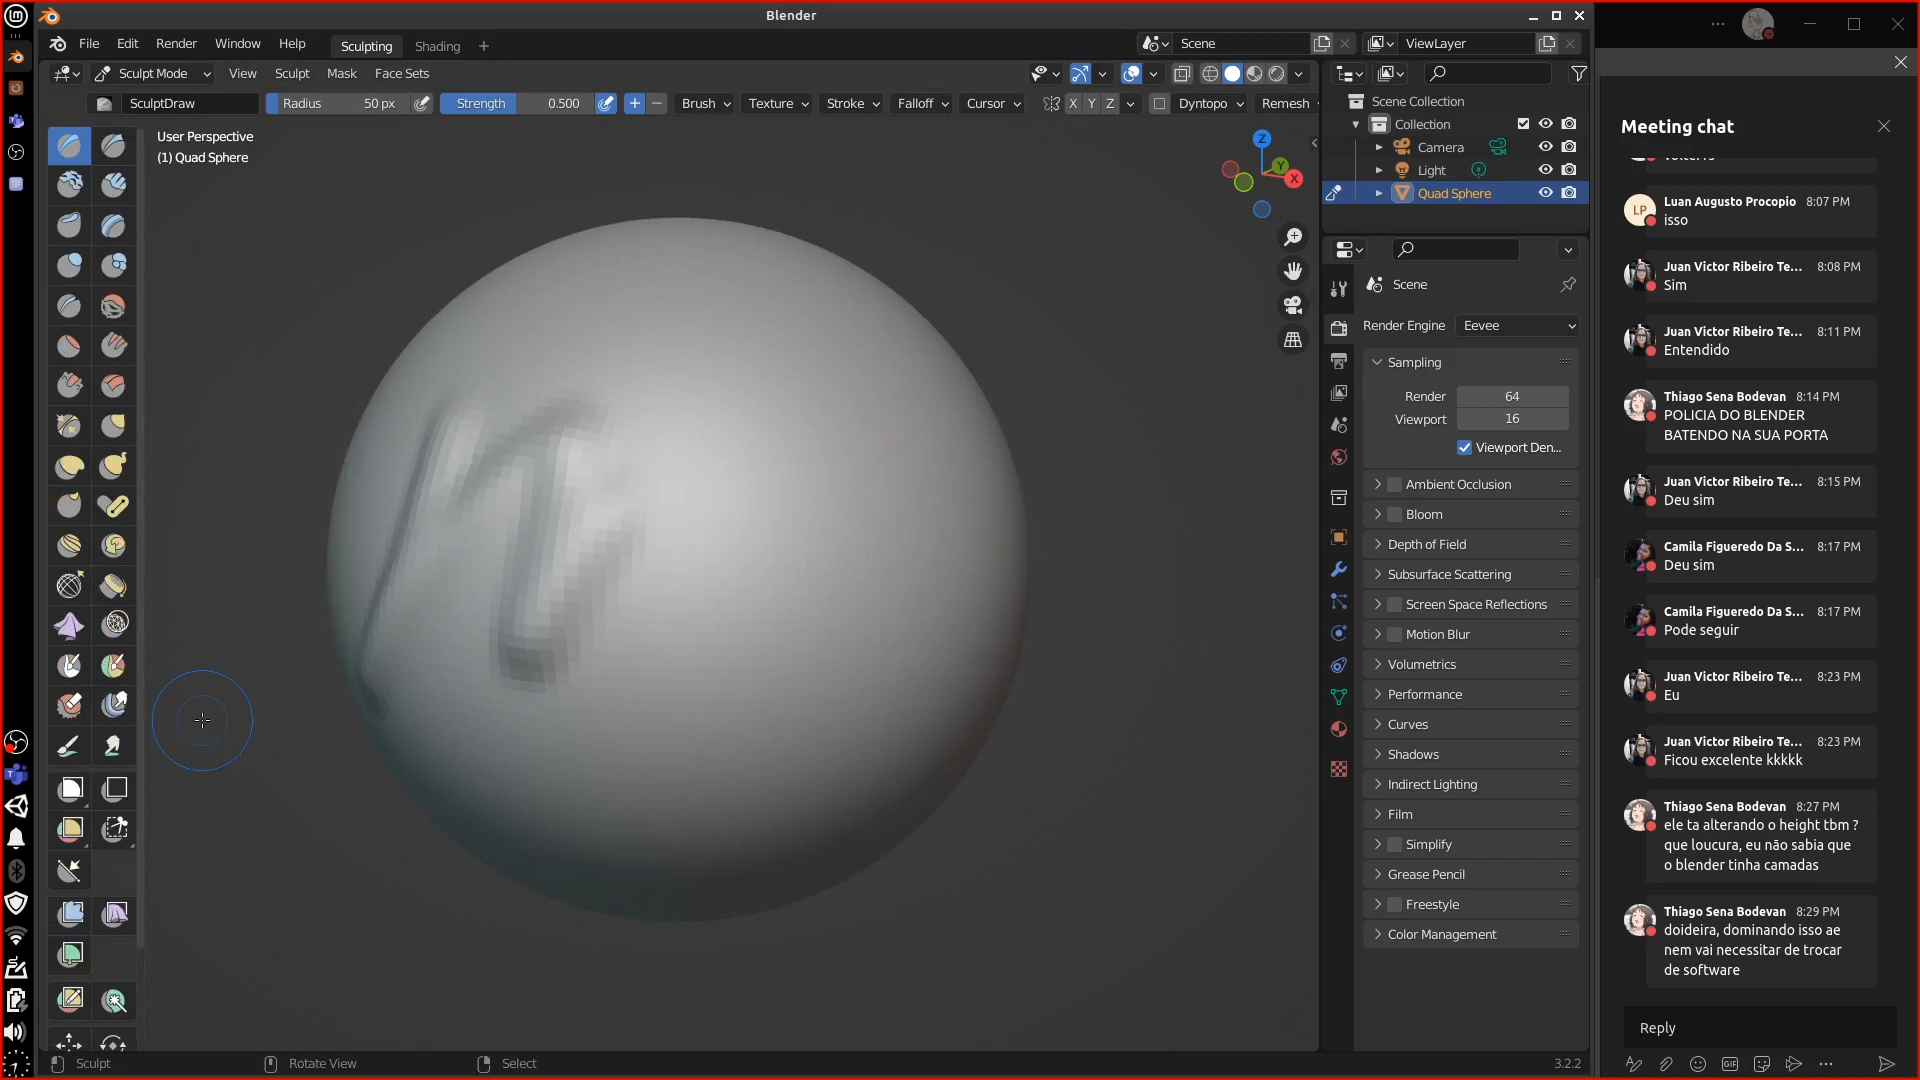 Blender
File Edit Render Window Help Sculpting Shading + Scene ViewLayer
Sculpt Mode View Sculpt Mask Face Sets
SculptDraw Radius 50 px Strength 0.500 + − Brush Texture Stroke Falloff Cursor X Y Z Dyntopo Remesh
User Perspective
(1) Quad Sphere
Z
Y
X
Scene Collection
Collection
Camera
Light
Quad Sphere
Scene
Render Engine Eevee
Sampling
Render 64
Viewport 16
Viewport Den...
Ambient Occlusion
Bloom
Depth of Field
Subsurface Scattering
Screen Space Reflections
Motion Blur
Volumetrics
Performance
Curves
Shadows
Indirect Lighting
Film
Simplify
Grease Pencil
Freestyle
Color Management
Sculpt Rotate View Select 3.2.2
Meeting chat
LP
Luan Augusto Procopio 8:07 PM
isso
Juan Victor Ribeiro Te... 8:08 PM
Sim
Juan Victor Ribeiro Te... 8:11 PM
Entendido
Thiago Sena Bodevan 8:14 PM
POLICIA DO BLENDER
BATENDO NA SUA PORTA
Juan Victor Ribeiro Te... 8:15 PM
Deu sim
Camila Figueredo Da S... 8:17 PM
Deu sim
Camila Figueredo Da S... 8:17 PM
Pode seguir
Juan Victor Ribeiro Te... 8:23 PM
Eu
Juan Victor Ribeiro Te... 8:23 PM
Ficou excelente kkkkk
Thiago Sena Bodevan 8:27 PM
ele ta alterando o height tbm ?
que loucura, eu não sabia que
o blender tinha camadas
Thiago Sena Bodevan 8:29 PM
doideira, dominando isso ae
nem vai necessitar de trocar
de software
Reply
GIF